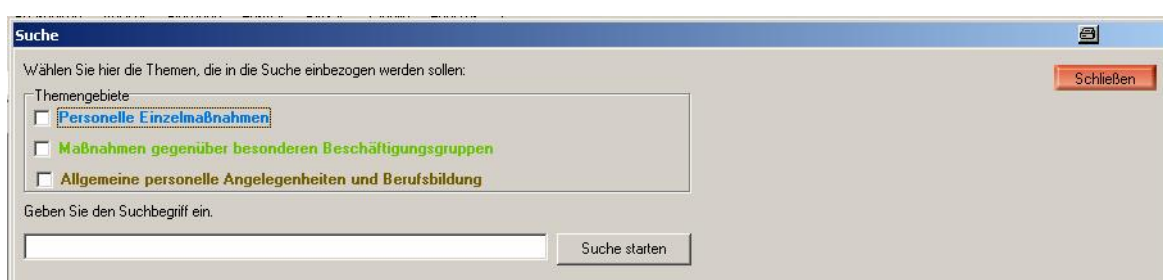 Suche
Wählen Sie hier die Themen, die in die Suche einbezogen werden sollen:
Schließen
Themengebiete
Personelle Einzelmaßnahmen
Maßnahmen gegenüber besonderen Beschäftigungsgruppen
Allgemeine personelle Angelegenheiten und Berufsbildung
Geben Sie den Suchbegriff ein.
Suche starten